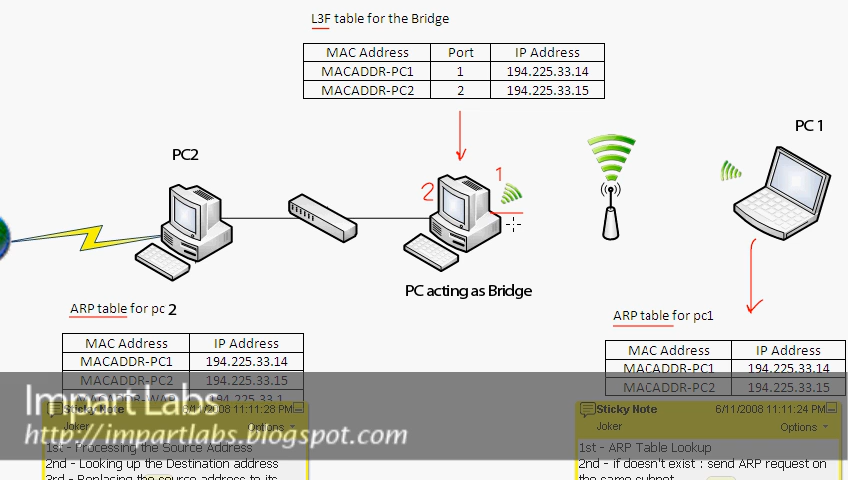 L3F table for the Bridge
MAC Address Port IP Address
MACADDR-PC1 1 194.225.33.14
MACADDR-PC2 2 194.225.33.15
PC 1
PC2
2 1
PC acting as Bridge
ARP table for pc 2
MAC Address IP Address
MACADDR-PC1 194.225.33.14
MACADDR-PC2 194.225.33.15
MACADDR-WAP 194.225.33.1
ARP table for pc1
MAC Address IP Address
MACADDR-PC1 194.225.33.14
MACADDR-PC2 194.225.33.15
Impart Labs
http://impartlabs.blogspot.com
Sticky Note 6/11/2008 11:11:28 PM
Joker Options
1st - Processing the Source Address
2nd - Looking up the Destination address
3rd - Replacing the source address to its
Sticky Note 6/11/2008 11:11:24 PM
Joker Options
1st - ARP Table Lookup
2nd - if doesn't exist : send ARP request on
the same subnet